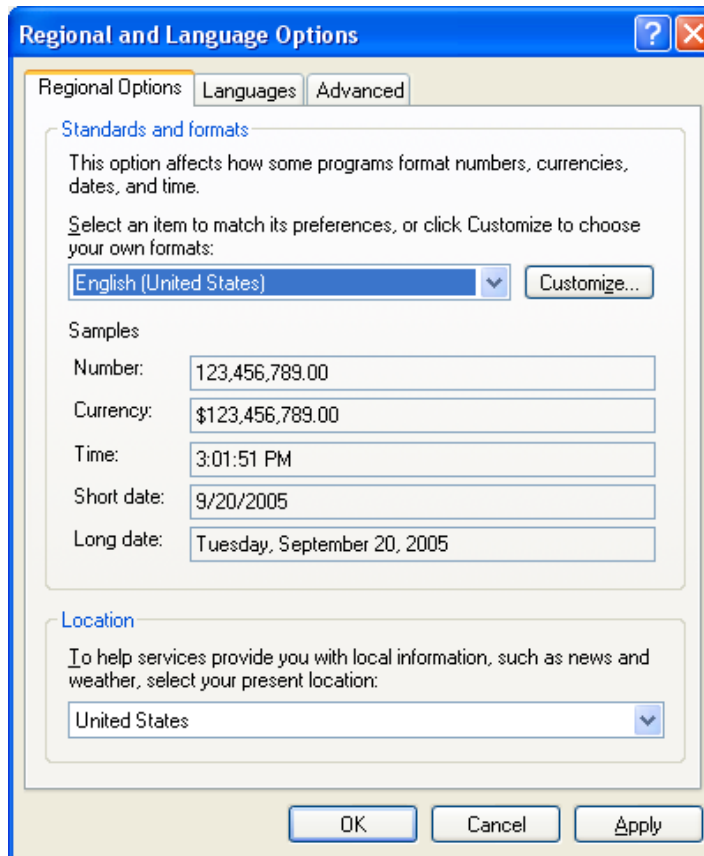 Regional and Language Options
Regional Options Languages Advanced
Standards and formats
This option affects how some programs format numbers, currencies,
dates, and time.
Select an item to match its preferences, or click Customize to choose
your own formats:
English (United States) Customize...
Samples
Number: 123,456,789.00
Currency: $123,456,789.00
Time: 3:01:51 PM
Short date: 9/20/2005
Long date: Tuesday, September 20, 2005
Location
To help services provide you with local information, such as news and
weather, select your present location:
United States
OK Cancel Apply